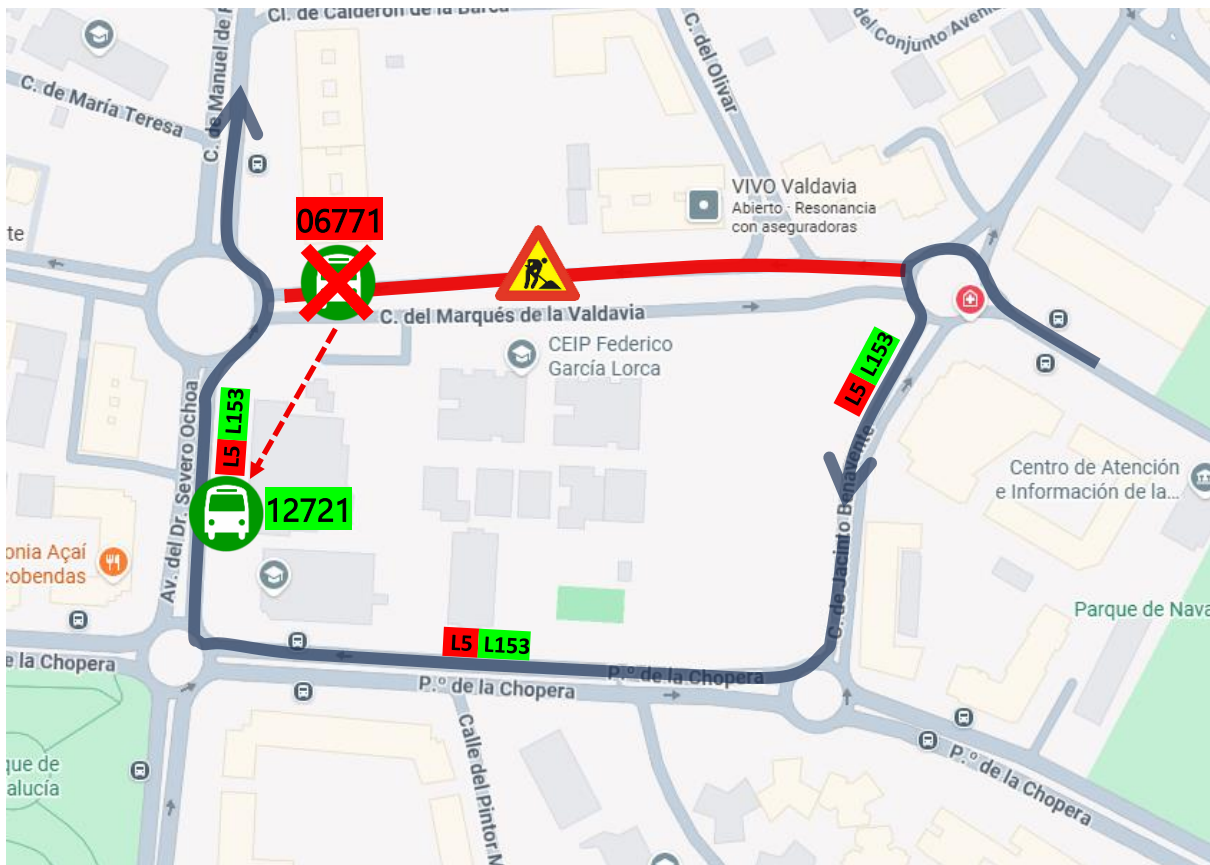 Cl. de Calderón de la Barca
C. de Manuel de F
C. del Olivar
del Conjunto Aveni
C. de María Teresa
VIVO Valdavia
Abierto · Resonancia
con aseguradoras
06771
te
C. del Marqués de la Valdavia
CEIP Federico
García Lorca
L5 L153
L5 L153
Av. del Dr. Severo Ochoa
12721
C. de Jacinto Benavente
Centro de Atención
e Información de la...
onia Açaí
cobendas
Parque de Nava
L5 L153
e la Chopera
P.º de la Chopera
P.º de la Chopera
Calle del Pintor M
P.º de la Chopera
que de
alucía